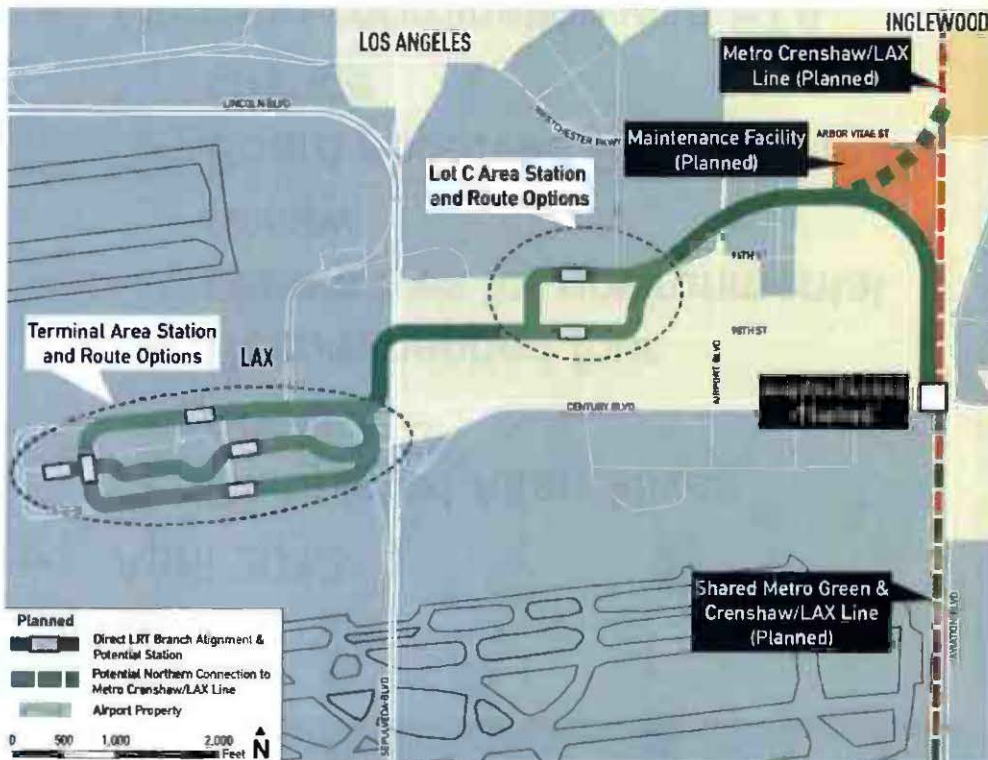 INGLEWOOD
LOS ANGELES
Metro Crenshaw/LAX
Line (Planned)
LINCOLN BLVD
WESTCHESTER PKWY
ARBOR VITAE ST
Maintenance Facility
(Planned)
Lot C Area Station
and Route Options
96TH ST
98TH ST
Terminal Area Station
and Route Options
LAX
AIRPORT BLVD
CENTURY BLVD
Shared Metro Green &
Crenshaw/LAX Line
(Planned)
AVIATION BLVD
SEPULVEDA BLVD
Planned
Direct LRT Branch Alignment &
Potential Station
Potential Northern Connection to
Metro Crenshaw/LAX Line
Airport Property
0 500 1,000 2,000
Feet N